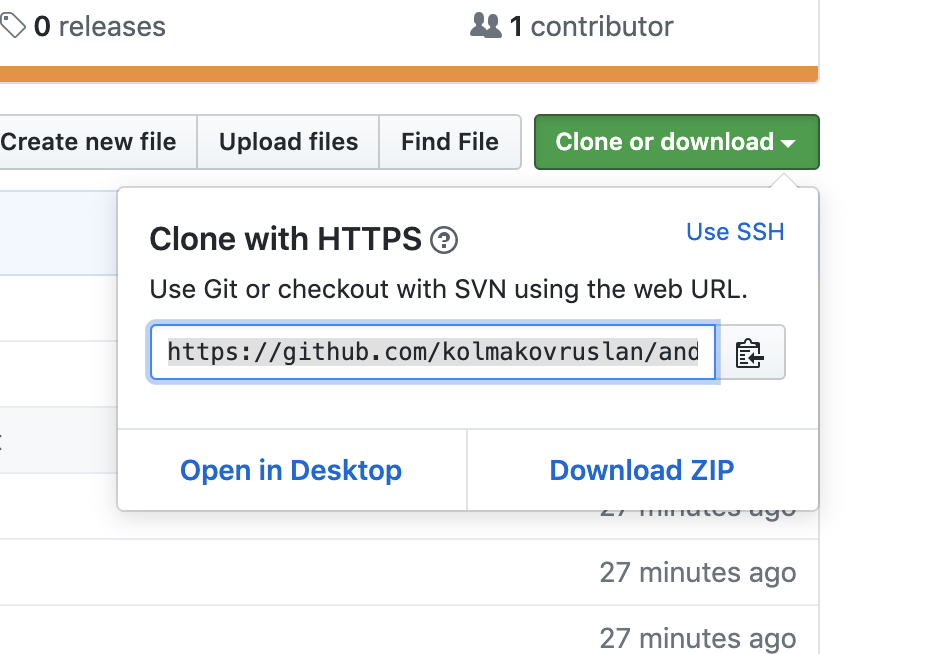 0 releases
1 contributor
Create new file
Upload files
Find File
Clone or download
Clone with HTTPS ?
Use SSH
Use Git or checkout with SVN using the web URL.
https://github.com/kolmakovruslan/and
Open in Desktop
Download ZIP
27 minutes ago
27 minutes ago
27 minutes ago